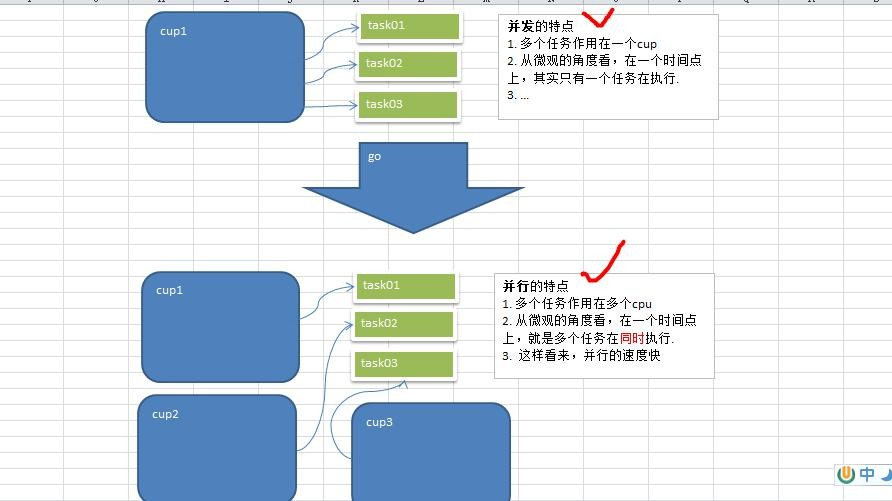 cup1
task01
task02
task03
并发的特点
1. 多个任务作用在一个cup
2. 从微观的角度看，在一个时间点
上，其实只有一个任务在执行.
3. ...
go
cup1
task01
task02
task03
并行的特点
1. 多个任务作用在多个cpu
2. 从微观的角度看，在一个时间点
上，就是多个任务在同时执行.
3. 这样看来，并行的速度快
cup2
cup3
中